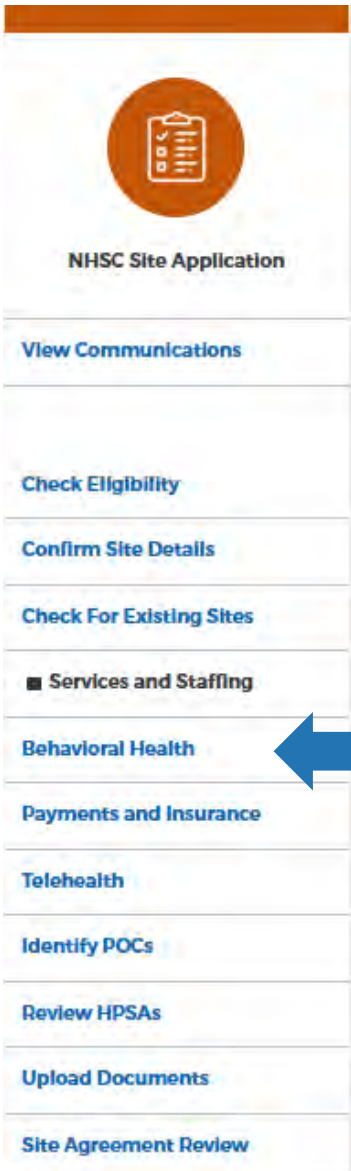 NHSC Site Application
View Communications
Check Eligibility
Confirm Site Details
Check For Existing Sites
Services and Staffing
Behavioral Health
Payments and Insurance
Telehealth
Identify POCs
Review HPSAs
Upload Documents
Site Agreement Review